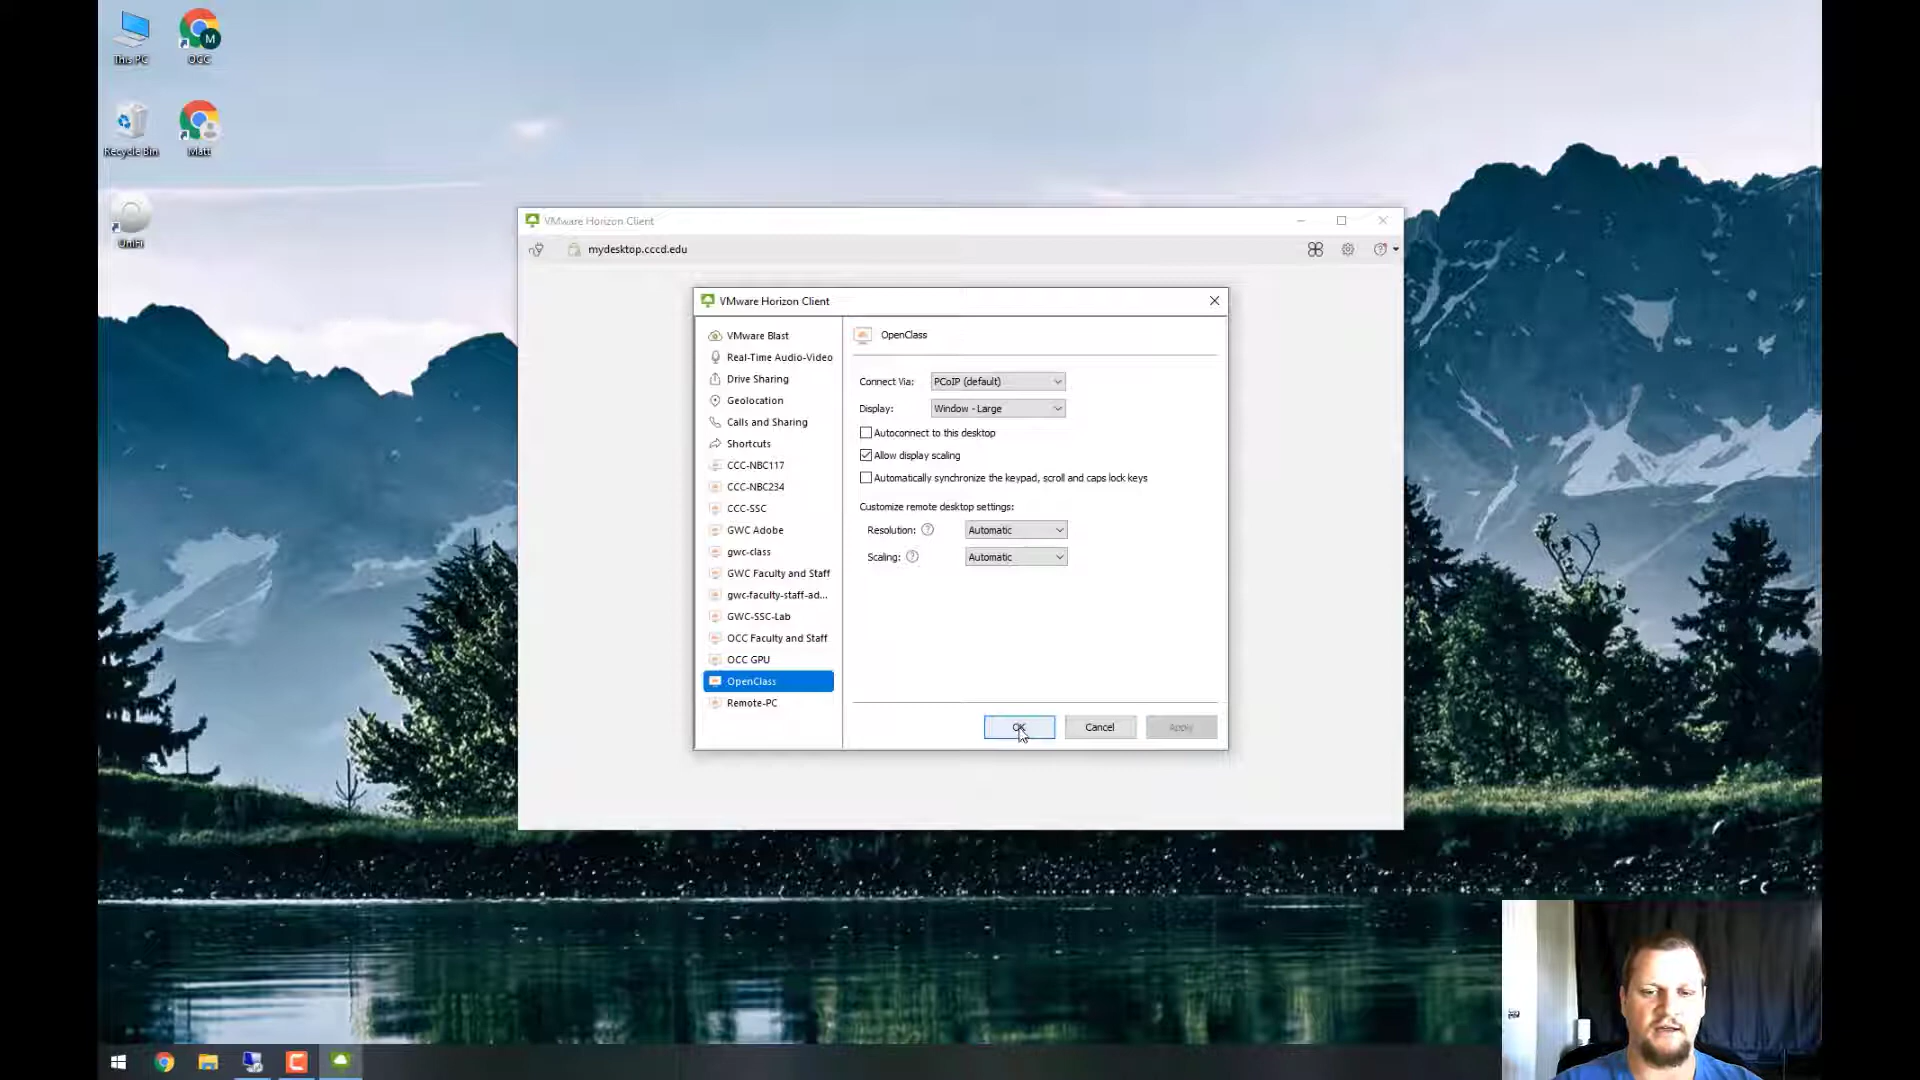 This PC
OCC
Recycle Bin
Matt
UniFi
VMware Horizon Client
mydesktop.cccd.edu
VMware Horizon Client
VMware Blast
Real-Time Audio-Video
Drive Sharing
Geolocation
Calls and Sharing
Shortcuts
CCC-NBC117
CCC-NBC234
CCC-SSC
GWC Adobe
gwc-class
GWC Faculty and Staff
gwc-faculty-staff-ad...
GWC-SSC-Lab
OCC Faculty and Staff
OCC GPU
OpenClass
Remote-PC
OpenClass
Connect Via: PCoIP (default)
Display: Window - Large
Autoconnect to this desktop
Allow display scaling
Automatically synchronize the keypad, scroll and caps lock keys
Customize remote desktop settings:
Resolution: ? Automatic
Scaling: ? Automatic
OK Cancel Apply